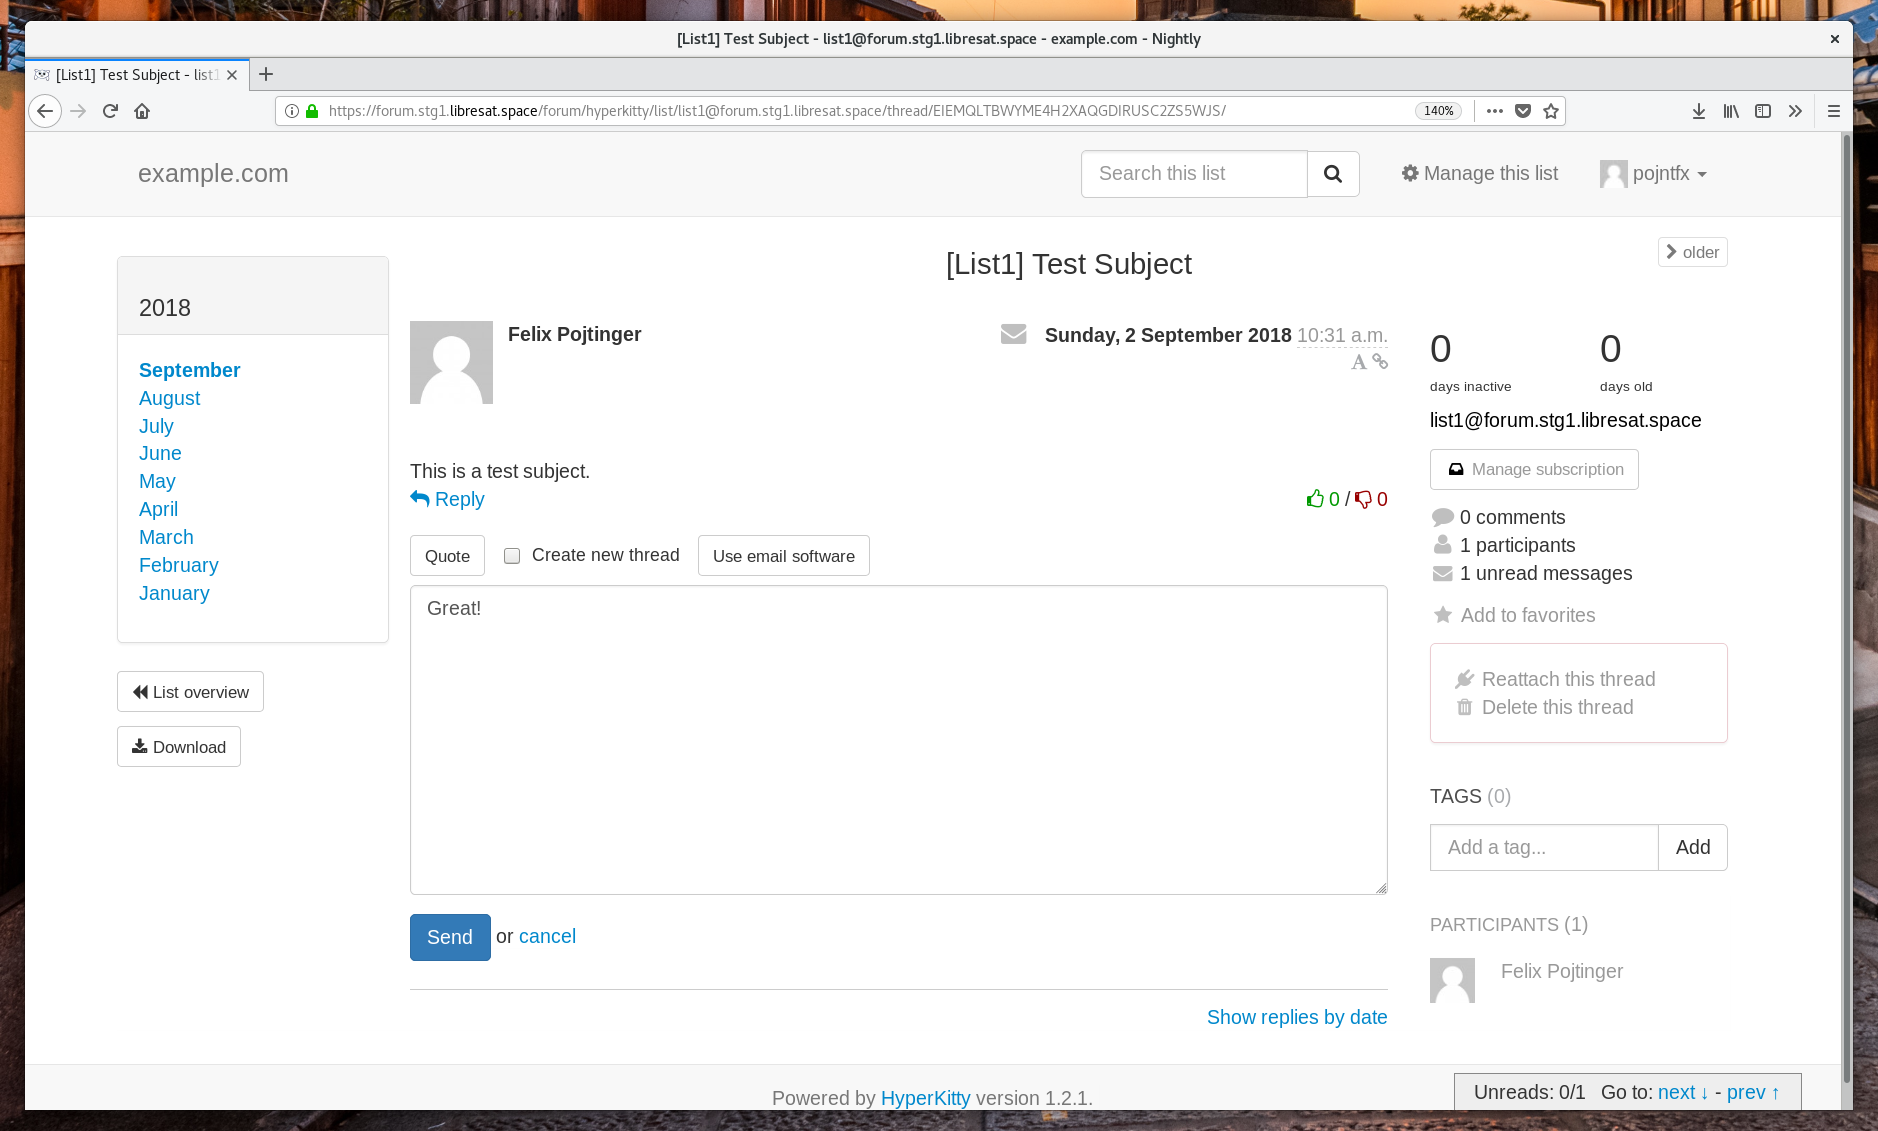 [List1] Test Subject - list1@forum.stg1.libresat.space - example.com - Nightly
[List1] Test Subject - list1
https://forum.stg1.libresat.space/forum/hyperkitty/list/list1@forum.stg1.libresat.space/thread/EIEMQLTBWYME4H2XAQGDIRUSC2ZS5WJS/
140%
example.com
Search this list
Manage this list
pojntfx
[List1] Test Subject
older
2018
September
August
July
June
May
April
March
February
January
List overview
Download
Felix Pojtinger
Sunday, 2 September 2018 10:31 a.m.
This is a test subject.
Reply
0 / 0
Quote
Create new thread
Use email software
Great!
Send or cancel
Show replies by date
0
days inactive
0
days old
list1@forum.stg1.libresat.space
Manage subscription
0 comments
1 participants
1 unread messages
Add to favorites
Reattach this thread
Delete this thread
TAGS (0)
Add a tag...
Add
PARTICIPANTS (1)
Felix Pojtinger
Powered by HyperKitty version 1.2.1.
Unreads: 0/1 Go to: next ↓ - prev ↑